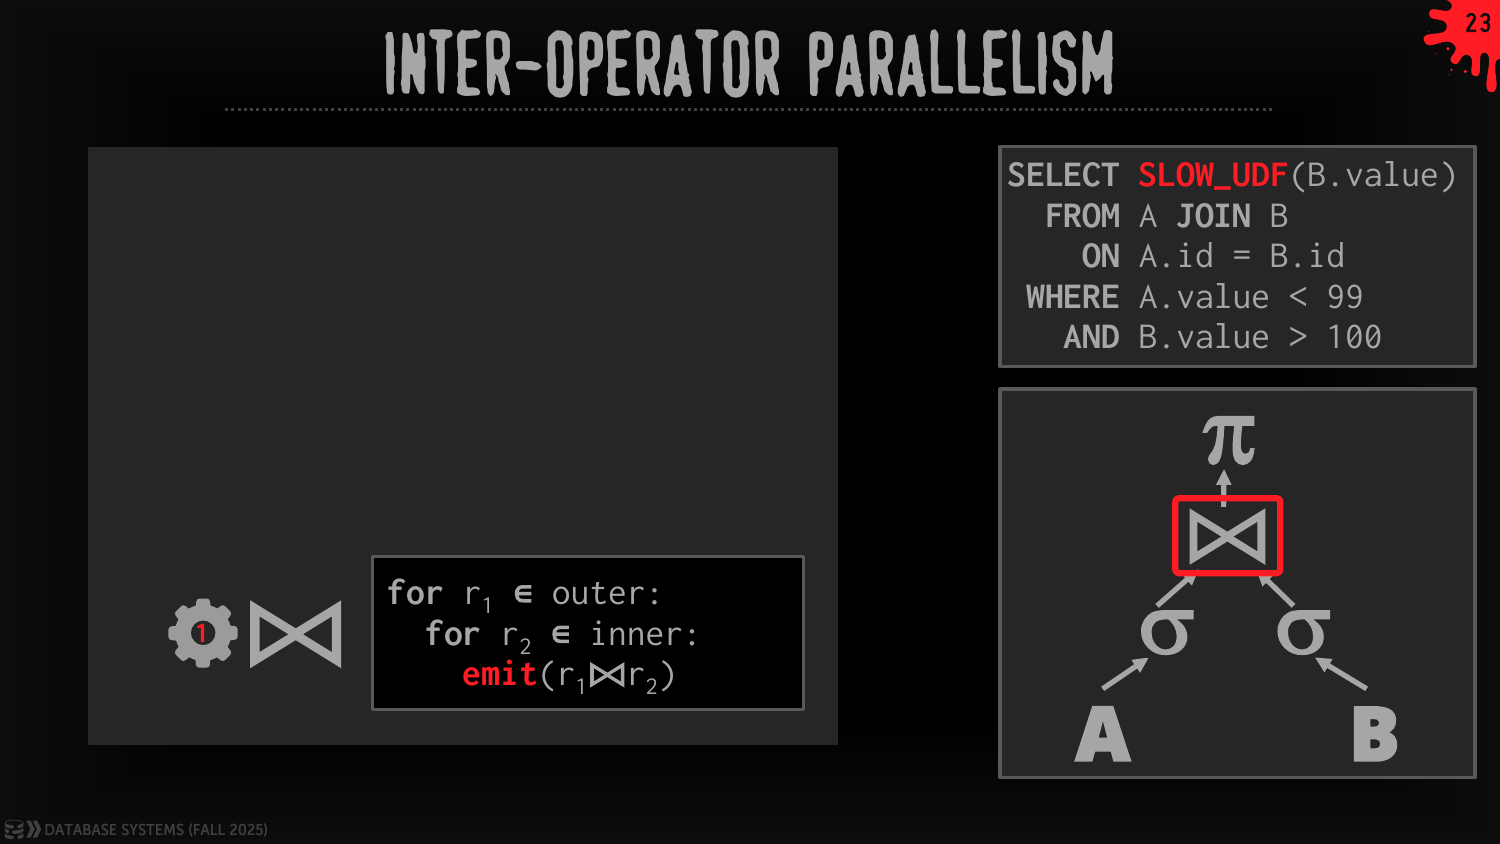 INTER-OPERATOR PARALLELISM
23
SELECT SLOW_UDF(B.value)
FROM A JOIN B
ON A.id = B.id
WHERE A.value < 99
AND B.value > 100
for r₁ ∈ outer:
for r₂ ∈ inner:
emit(r₁⨝r₂)
1 ⨝
π
⨝
σ σ
A B
DATABASE SYSTEMS (FALL 2025)